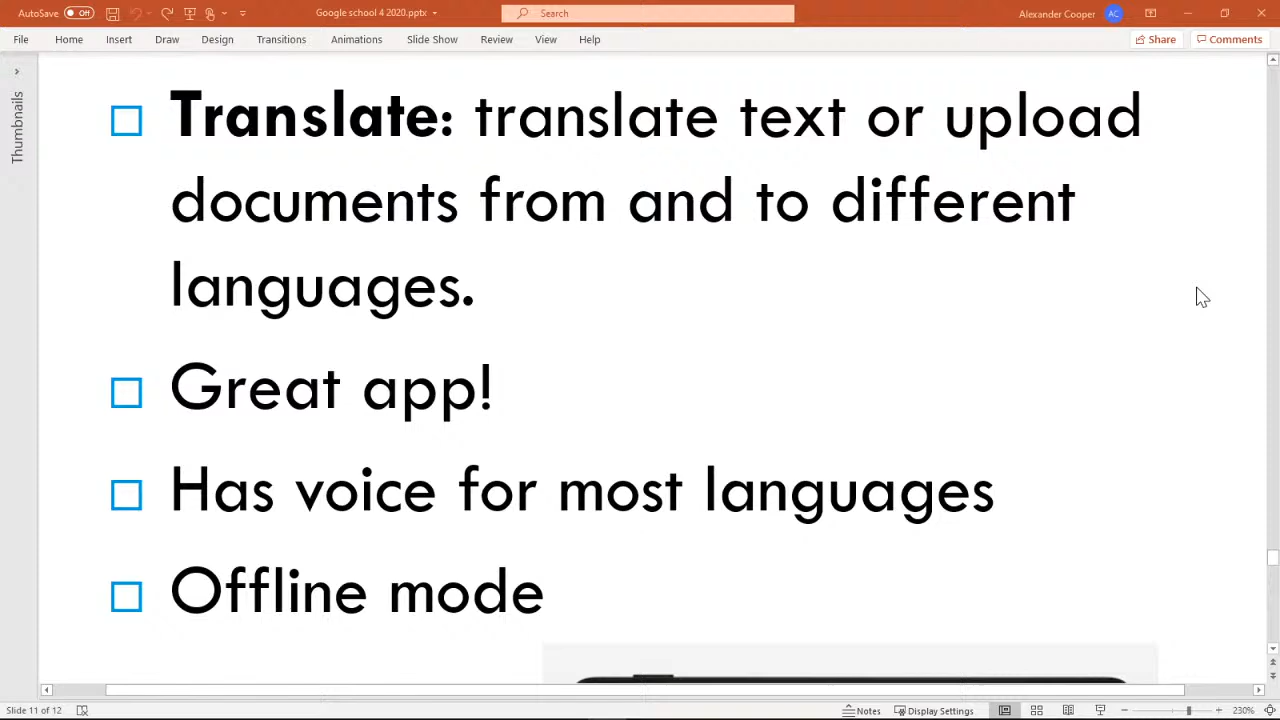 AutoSave Off Google school 4 2020.pptx Search Alexander Cooper AC
File Home Insert Draw Design Transitions Animations Slide Show Review View Help Share Comments
Thumbnails
Translate: translate text or upload
documents from and to different
languages.
Great app!
Has voice for most languages
Offline mode
Slide 11 of 12 Notes Display Settings 230%